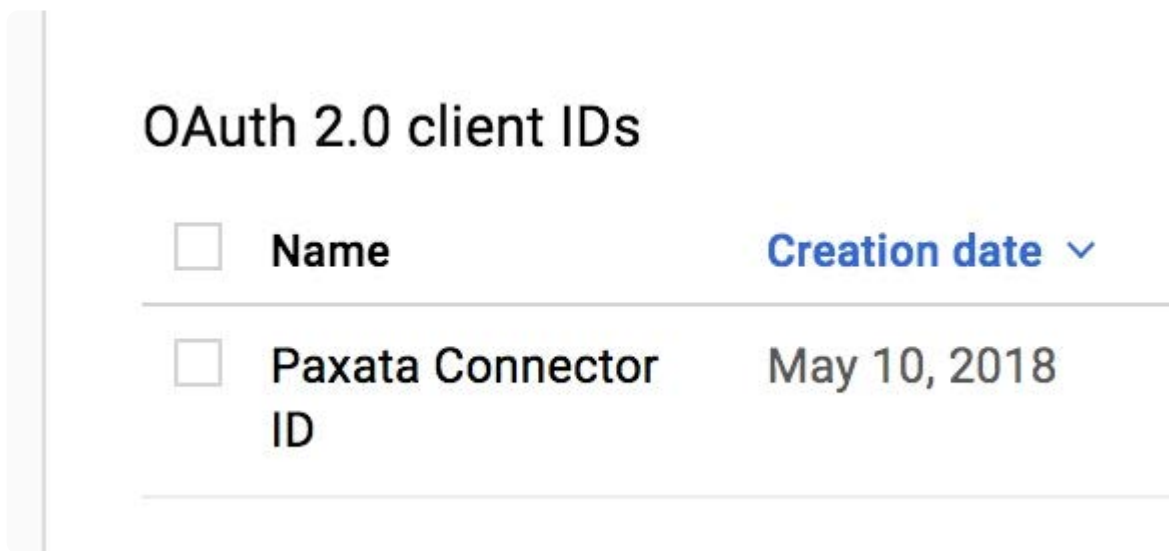 OAuth 2.0 client IDs
Name Creation date
Paxata Connector May 10, 2018
ID